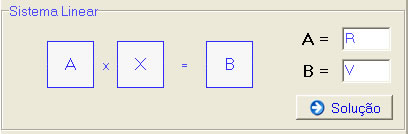 Sistema Linear
A x X = B
A = R
B = V
Solução